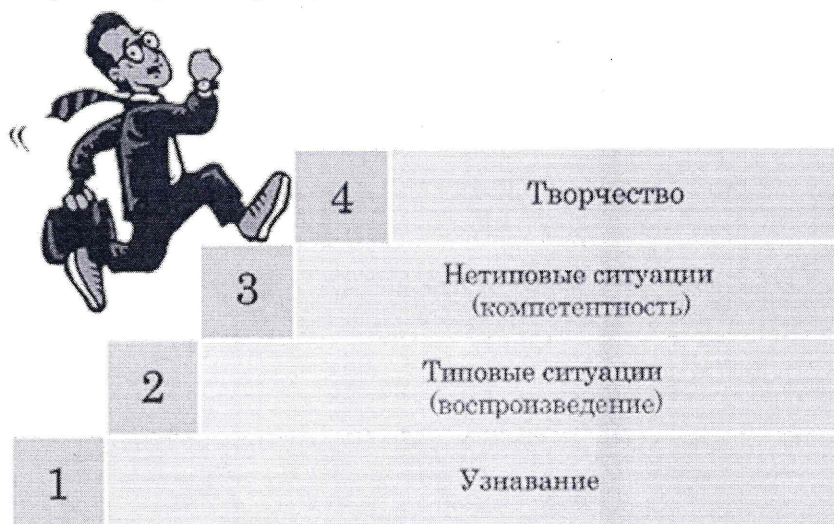 «
4 Творчество
3 Нетиповые ситуации
(компетентность)
2 Типовые ситуации
(воспроизведение)
1 Узнавание